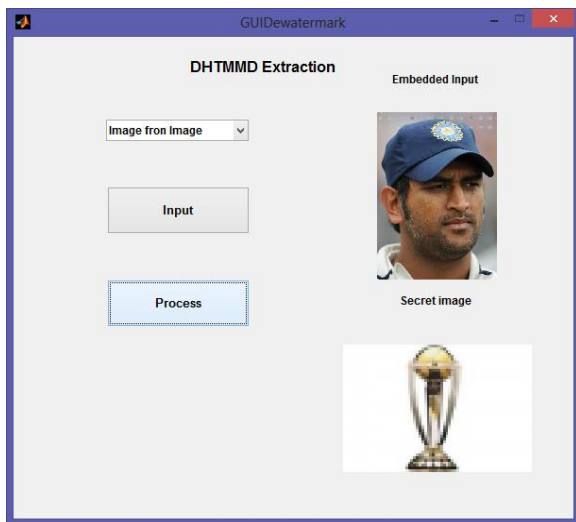 GUIDewatermark
DHTMMD Extraction
Embedded Input
Image fron Image
Input
Process
Secret image